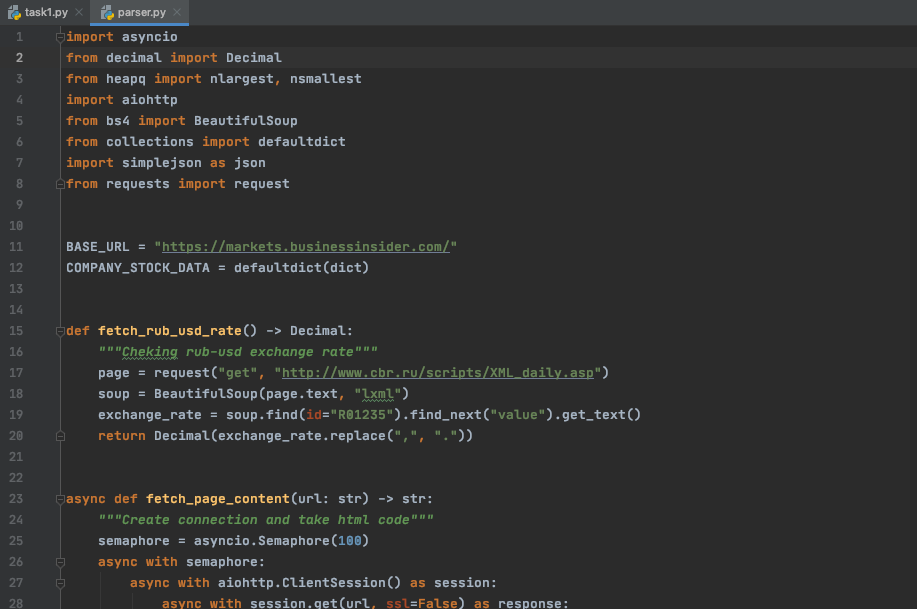 task1.py parser.py
1 import asyncio
2 from decimal import Decimal
3 from heapq import nlargest, nsmallest
4 import aiohttp
5 from bs4 import BeautifulSoup
6 from collections import defaultdict
7 import simplejson as json
8 from requests import request
9
10
11 BASE_URL = "https://markets.businessinsider.com/"
12 COMPANY_STOCK_DATA = defaultdict(dict)
13
14
15 def fetch_rub_usd_rate() -> Decimal:
16     """Cheking rub-usd exchange rate"""
17     page = request("get", "http://www.cbr.ru/scripts/XML_daily.asp")
18     soup = BeautifulSoup(page.text, "lxml")
19     exchange_rate = soup.find(id="R01235").find_next("value").get_text()
20     return Decimal(exchange_rate.replace(",", "."))
21
22
23 async def fetch_page_content(url: str) -> str:
24     """Create connection and take html code"""
25     semaphore = asyncio.Semaphore(100)
26     async with semaphore:
27         async with aiohttp.ClientSession() as session:
28             async with session.get(url, ssl=False) as response: